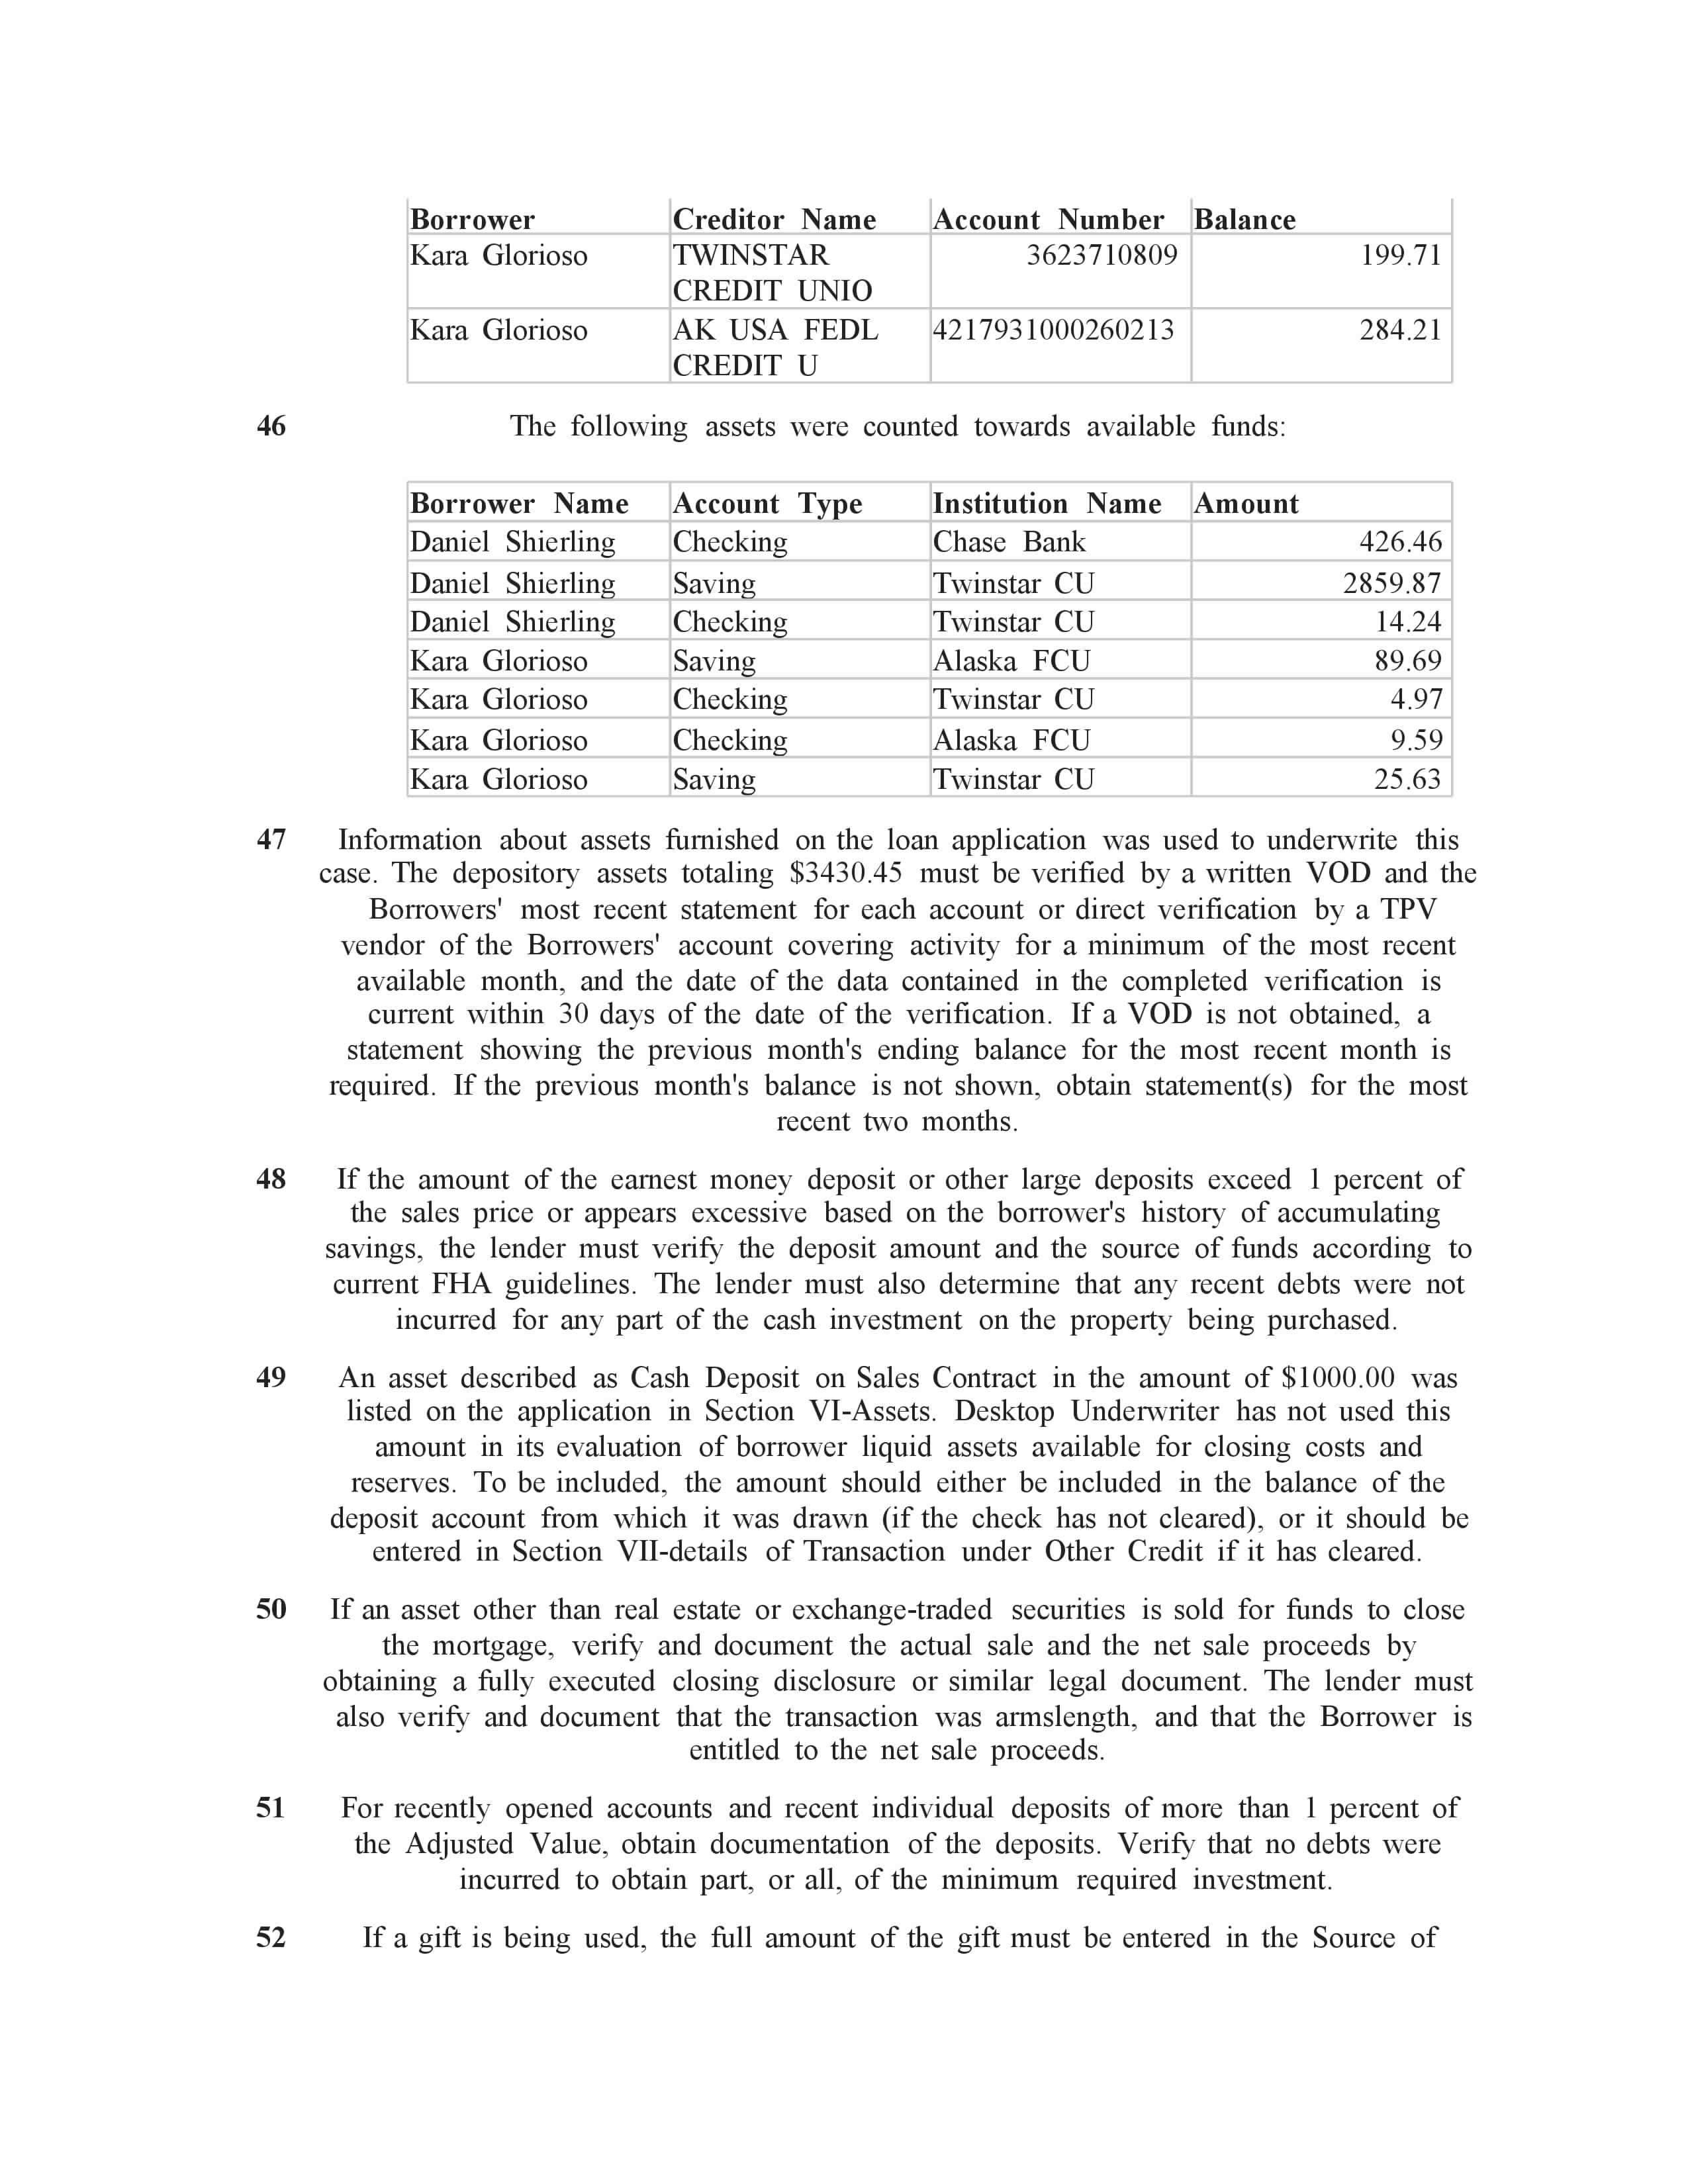 Borrower Creditor Name Account Number Balance
Kara Glorioso TWINSTAR 3623710809 199.71
CREDIT UNIO
Kara Glorioso AK USA FEDL 4217931000260213 284.21
CREDIT U
46 The following assets were counted towards available funds:
Borrower Name Account Type Institution Name Amount
Daniel Shierling Checking Chase Bank 426.46
Daniel Shierling Saving Twinstar CU 2859.87
Daniel Shierling Checking Twinstar CU 14.24
Kara Glorioso Saving Alaska FCU 89.69
Kara Glorioso Checking Twinstar CU 4.97
Kara Glorioso Checking Alaska FCU 9.59
Kara Glorioso Saving Twinstar CU 25.63
47 Information about assets furnished on the loan application was used to underwrite this
case. The depository assets totaling $3430.45 must be verified by a written VOD and the
Borrowers' most recent statement for each account or direct verification by a TPV
vendor of the Borrowers' account covering activity for a minimum of the most recent
available month, and the date of the data contained in the completed verification is
current within 30 days of the date of the verification. If a VOD is not obtained, a
statement showing the previous month's ending balance for the most recent month is
required. If the previous month's balance is not shown, obtain statement(s) for the most
recent two months.
48 If the amount of the earnest money deposit or other large deposits exceed 1 percent of
the sales price or appears excessive based on the borrower's history of accumulating
savings, the lender must verify the deposit amount and the source of funds according to
current FHA guidelines. The lender must also determine that any recent debts were not
incurred for any part of the cash investment on the property being purchased.
49 An asset described as Cash Deposit on Sales Contract in the amount of $1000.00 was
listed on the application in Section VI-Assets. Desktop Underwriter has not used this
amount in its evaluation of borrower liquid assets available for closing costs and
reserves. To be included, the amount should either be included in the balance of the
deposit account from which it was drawn (if the check has not cleared), or it should be
entered in Section VII-details of Transaction under Other Credit if it has cleared.
50 If an asset other than real estate or exchange-traded securities is sold for funds to close
the mortgage, verify and document the actual sale and the net sale proceeds by
obtaining a fully executed closing disclosure or similar legal document. The lender must
also verify and document that the transaction was armslength, and that the Borrower is
entitled to the net sale proceeds.
51 For recently opened accounts and recent individual deposits of more than 1 percent of
the Adjusted Value, obtain documentation of the deposits. Verify that no debts were
incurred to obtain part, or all, of the minimum required investment.
52 If a gift is being used, the full amount of the gift must be entered in the Source of